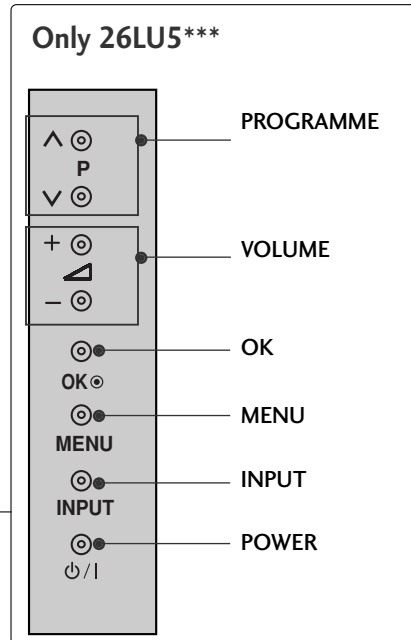 Only 26LU5***
PROGRAMME
P
VOLUME
+
−
OK
OK
MENU
MENU
INPUT
INPUT
POWER
⏻/I